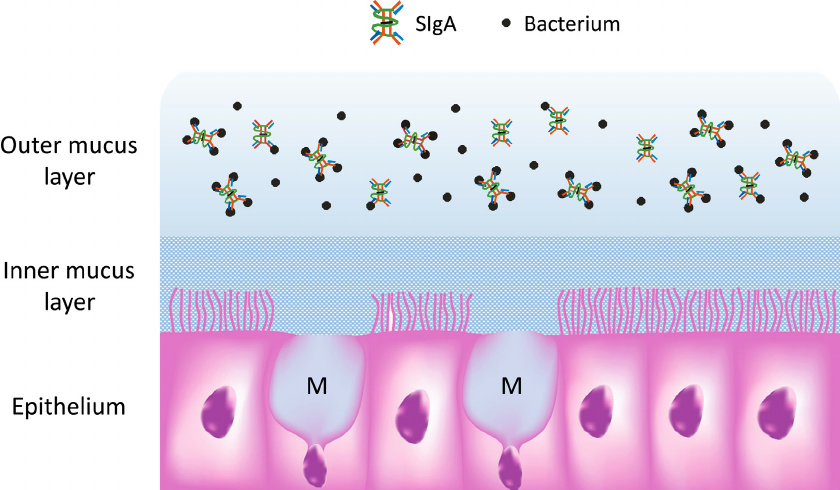 SIgA
Bacterium
Outer mucus
layer
Inner mucus
layer
M
M
Epithelium